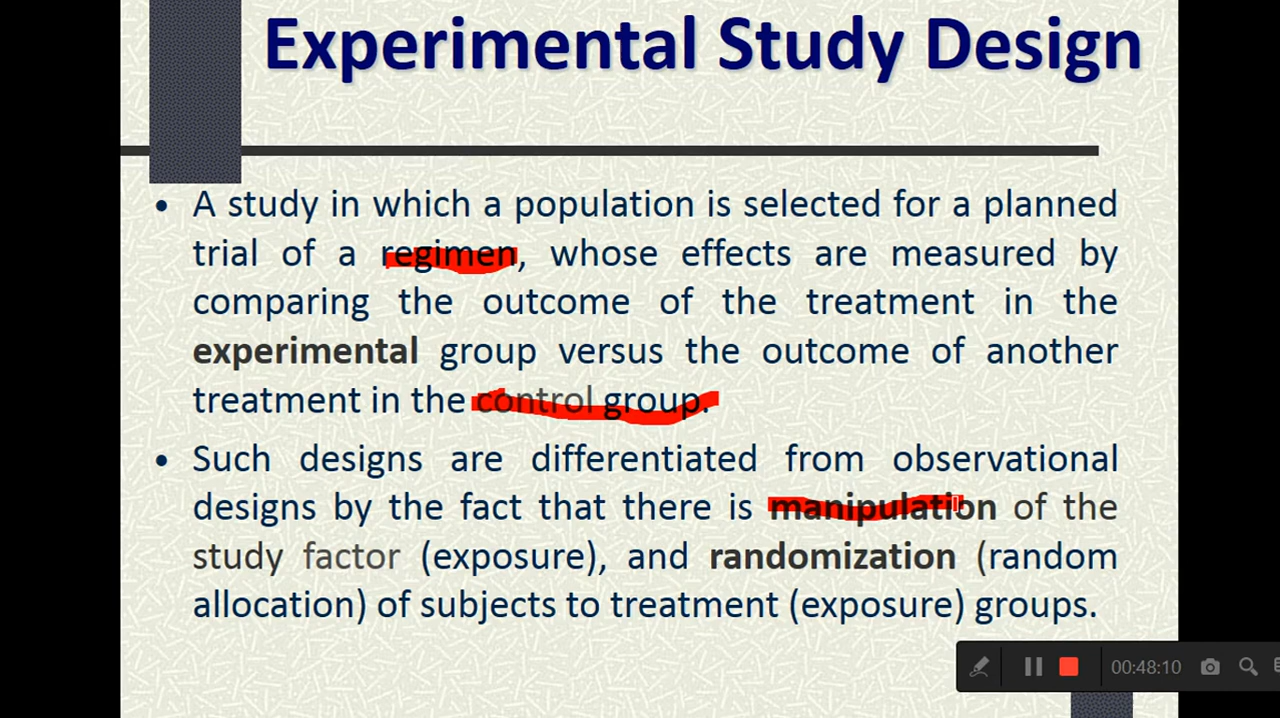 Experimental Study Design
• A study in which a population is selected for a planned
trial of a regimen, whose effects are measured by
comparing the outcome of the treatment in the
experimental group versus the outcome of another
treatment in the control group.
• Such designs are differentiated from observational
designs by the fact that there is manipulation of the
study factor (exposure), and randomization (random
allocation) of subjects to treatment (exposure) groups.
00:48:10